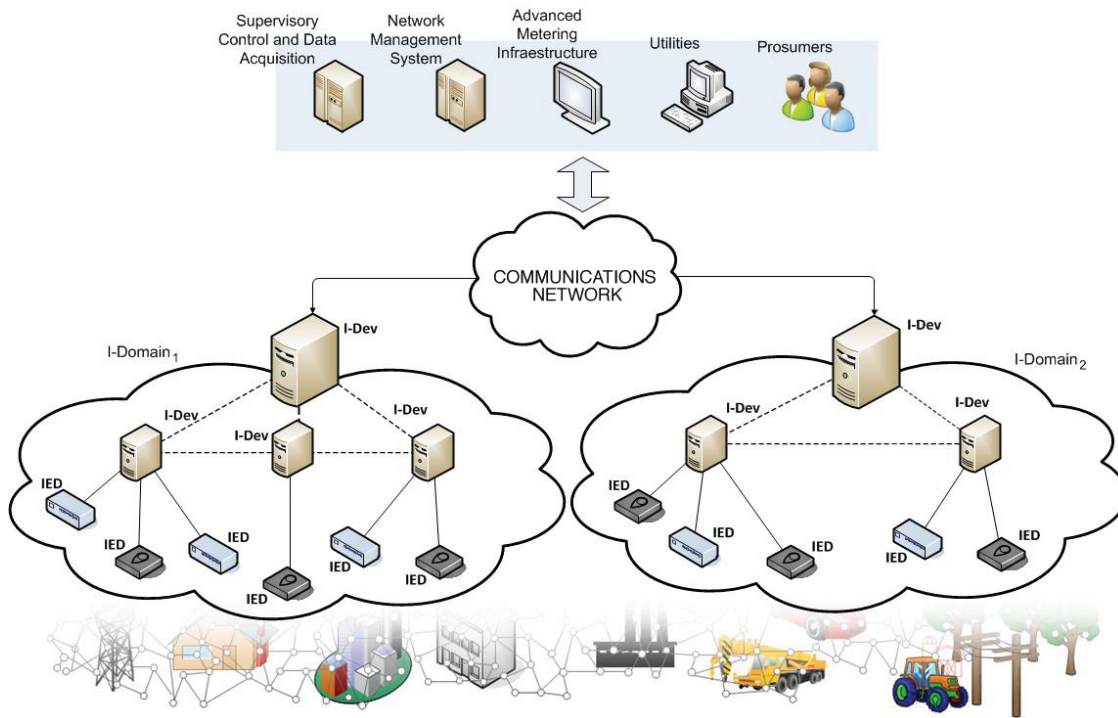 Supervisory
Control and Data
Acquisition
Network
Management
System
Advanced
Metering
Infraestructure
Utilities
Prosumers
COMMUNICATIONS
NETWORK
I-Dev
I-Domain1
I-Dev
I-Dev
I-Dev
IED
IED
IED
IED
IED
IED
I-Dev
I-Domain2
I-Dev
I-Dev
IED
IED
IED
IED
IED